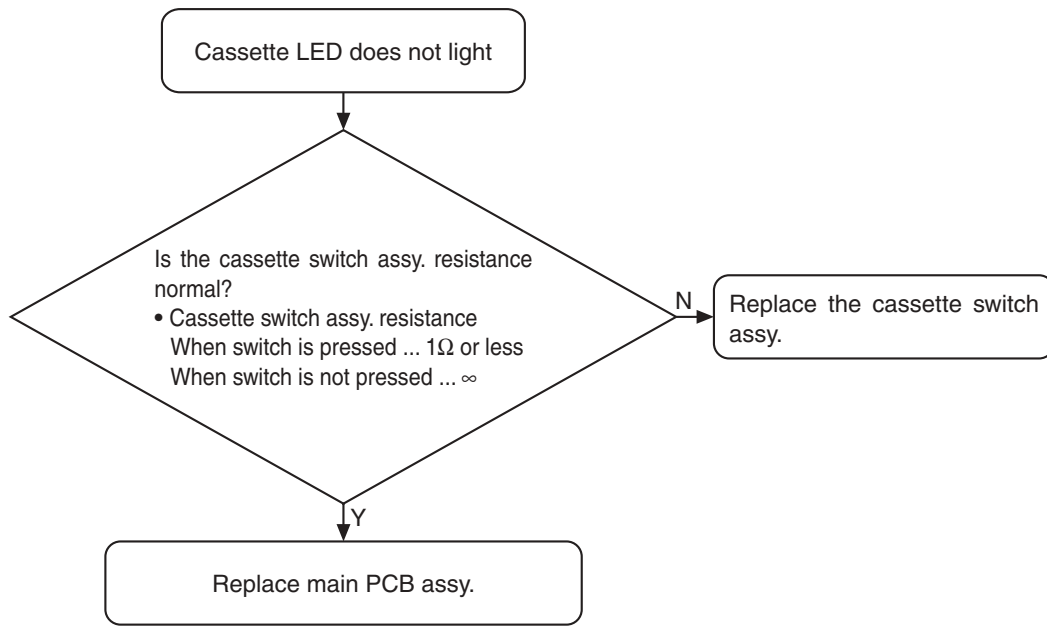 Cassette LED does not light
Is the cassette switch assy. resistance
normal?
• Cassette switch assy. resistance
When switch is pressed ... 1Ω or less
When switch is not pressed ... ∞
N
Replace the cassette switch
assy.
Y
Replace main PCB assy.